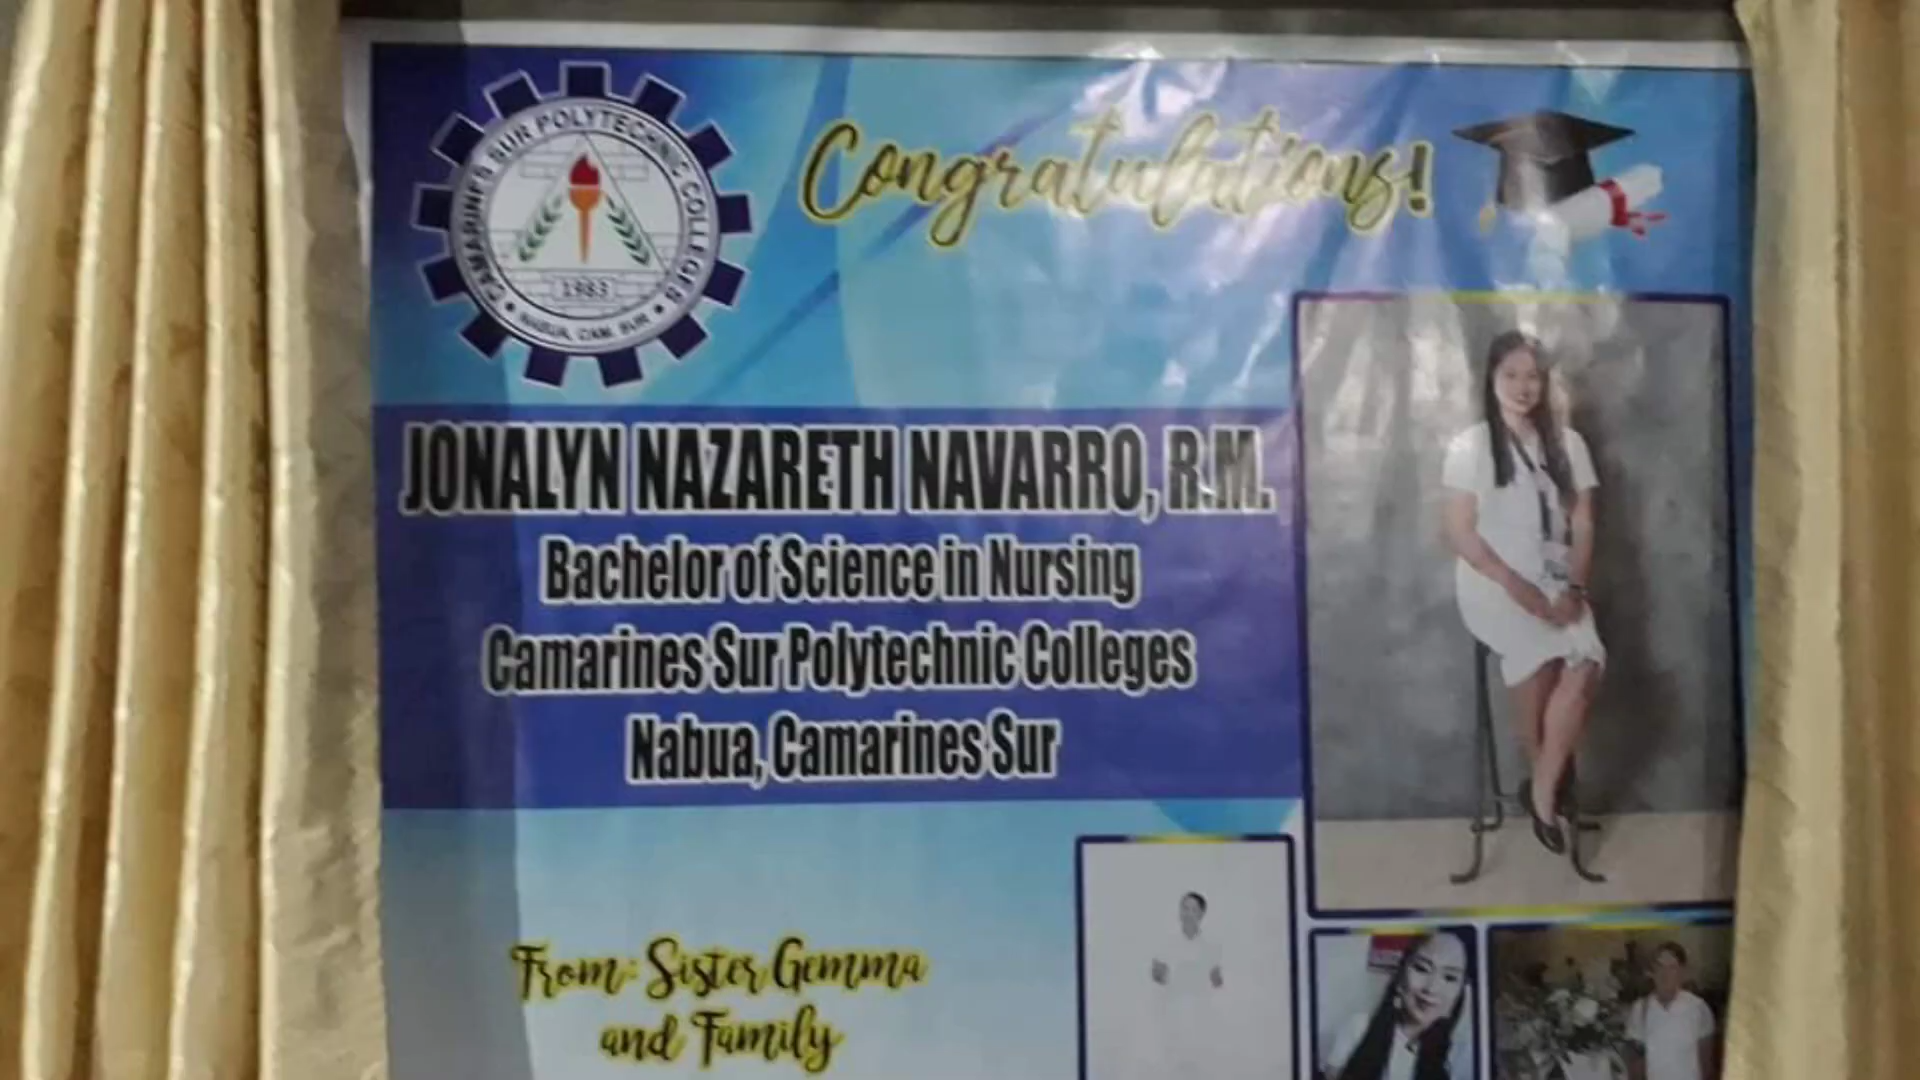 CAMARINES SUR POLYTECHNIC COLLEGES
1983
NABUA, CAM. SUR
Congratulations!
JONALYN NAZARETH NAVARRO, R.M.
Bachelor of Science in Nursing
Camarines Sur Polytechnic Colleges
Nabua, Camarines Sur
From: Sister Gemma
and Family